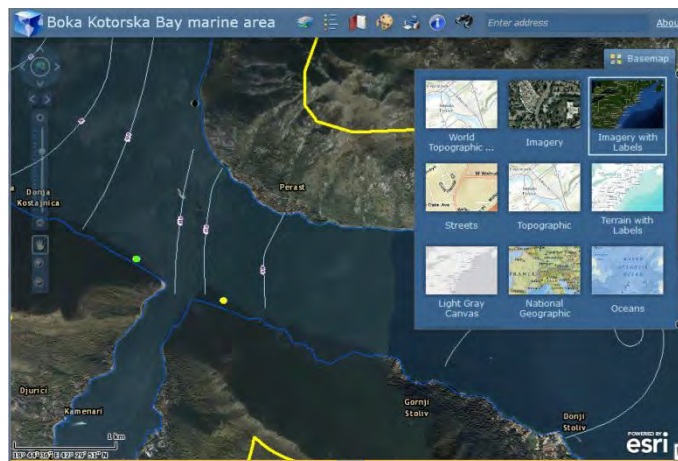 Boka Kotorska Bay marine area
Enter address
Abou
Basemap
World
Topographic ...
Imagery
Imagery with
Labels
Streets
Topographic
Terrain with
Labels
Light Gray
Canvas
National
Geographic
Oceans
Donja
Kostajnica
Perast
Djurici
Kamenari
Gornji
Stoliv
Donji
Stoliv
1 km
POWERED BY
esri